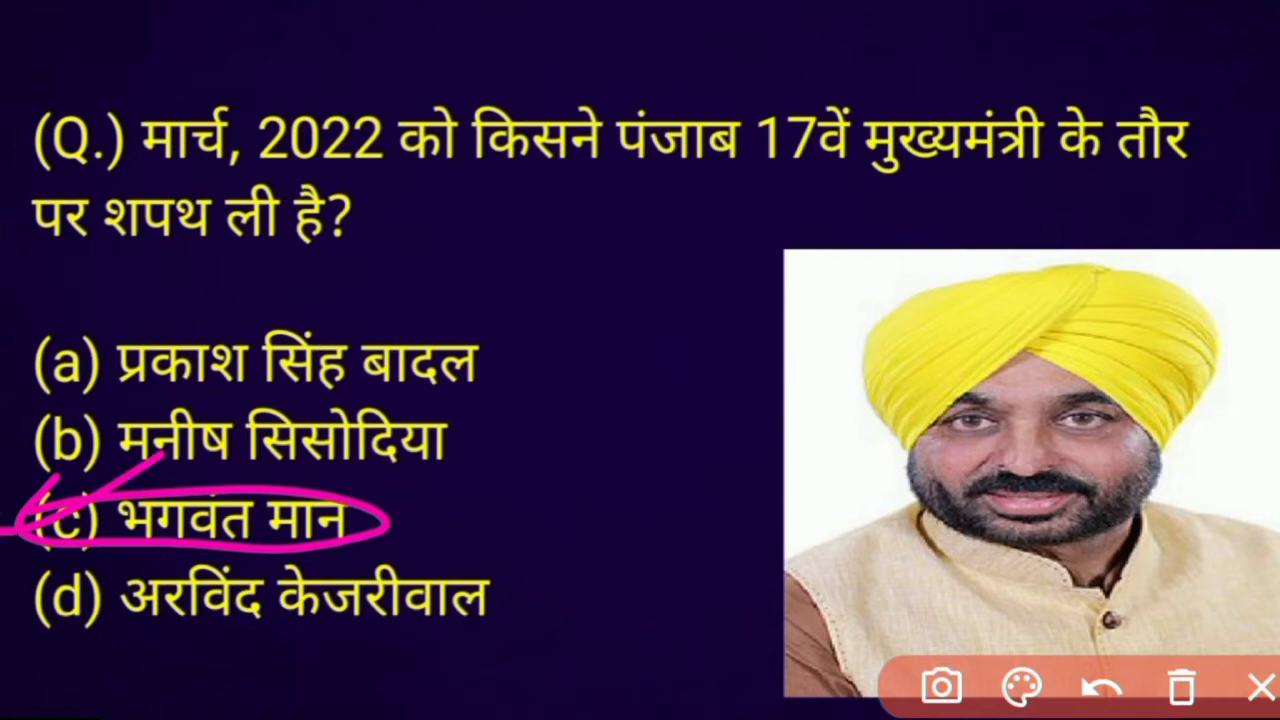 (Q.) मार्च, 2022 को किसने पंजाब 17वें मुख्यमंत्री के तौर
पर शपथ ली है?
(a) प्रकाश सिंह बादल
(b) मनीष सिसोदिया
(c) भगवंत मान
(d) अरविंद केजरीवाल